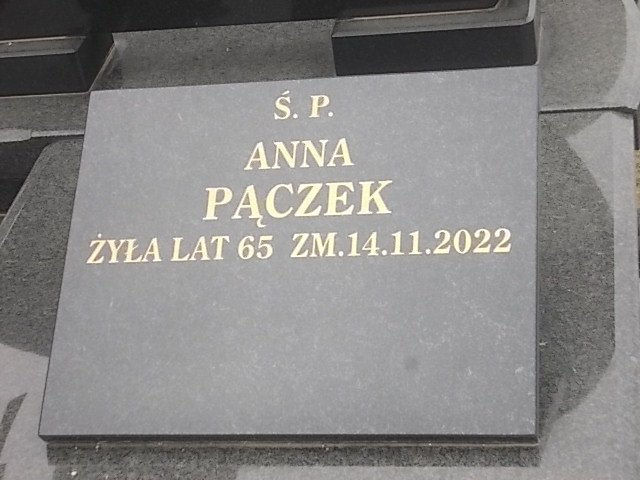 Ś. P.
ANNA
PĄCZEK
ŻYŁA LAT 65 ZM.14.11.2022